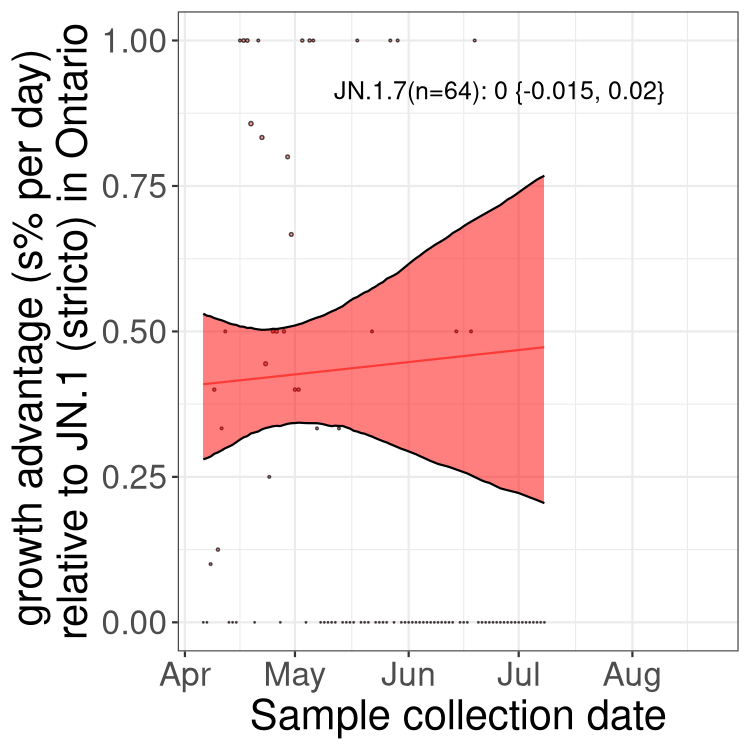 growth advantage (s% per day)
relative to JN.1 (stricto) in Ontario
1.00
0.75
0.50
0.25
0.00
JN.1.7(n=64): 0 {-0.015, 0.02}
Apr May Jun Jul Aug
Sample collection date